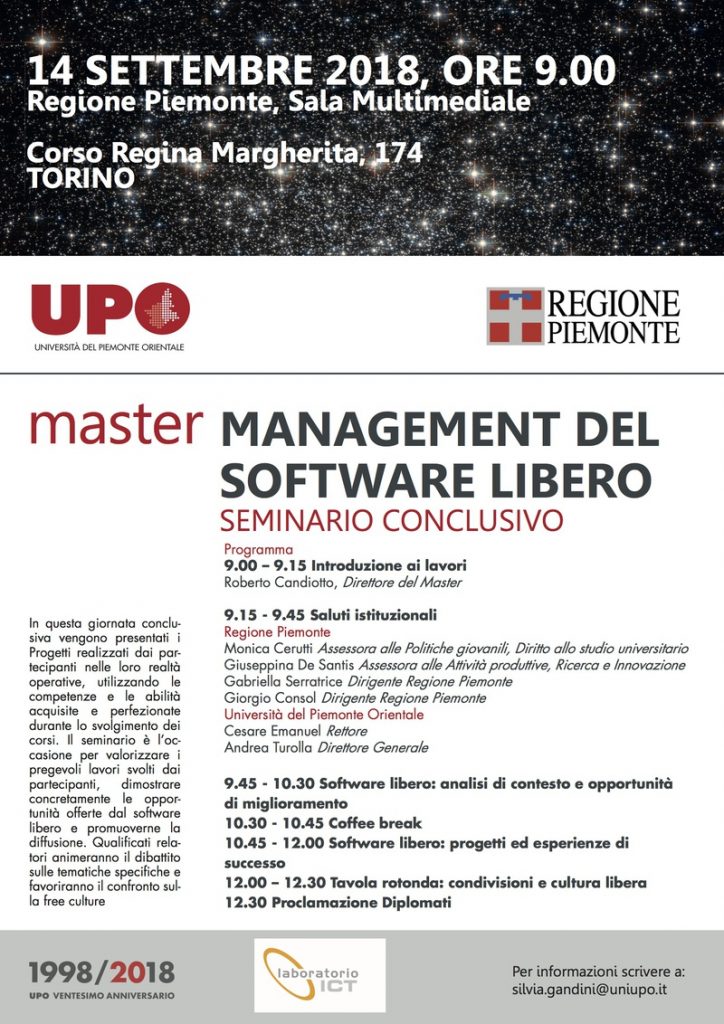 14 SETTEMBRE 2018, ORE 9.00
Regione Piemonte, Sala Multimediale
Corso Regina Margherita, 174
TORINO
UPO
UNIVERSITÀ DEL PIEMONTE ORIENTALE
REGIONE
PIEMONTE
master MANAGEMENT DEL
SOFTWARE LIBERO
SEMINARIO CONCLUSIVO
Programma
9.00 – 9.15 Introduzione ai lavori
Roberto Candiotto, Direttore del Master
9.15 - 9.45 Saluti istituzionali
Regione Piemonte
Monica Cerutti Assessora alle Politiche giovanili, Diritto allo studio universitario
Giuseppina De Santis Assessora alle Attività produttive, Ricerca e Innovazione
Gabriella Serratrice Dirigente Regione Piemonte
Giorgio Consol Dirigente Regione Piemonte
Università del Piemonte Orientale
Cesare Emanuel Rettore
Andrea Turolla Direttore Generale
9.45 - 10.30 Software libero: analisi di contesto e opportunità
di miglioramento
10.30 - 10.45 Coffee break
10.45 - 12.00 Software libero: progetti ed esperienze di
successo
12.00 – 12.30 Tavola rotonda: condivisioni e cultura libera
12.30 Proclamazione Diplomati
In questa giornata conclu-
siva vengono presentati i
Progetti realizzati dai par-
tecipanti nelle loro realtà
operative, utilizzando le
competenze e le abilità
acquisite e perfezionate
durante lo svolgimento dei
corsi. Il seminario è l'oc-
casione per valorizzare i
pregevoli lavori svolti dai
partecipanti, dimostrare
concretamente le oppor-
tunità offerte dal software
libero e promuoverne la
diffusione. Qualificati rela-
tori animeranno il dibattito
sulle tematiche specifiche e
favoriranno il confronto sul-
la free culture
1998/2018
UPO VENTESIMO ANNIVERSARIO
laboratorio
ICT
Per informazioni scrivere a:
silvia.gandini@uniupo.it